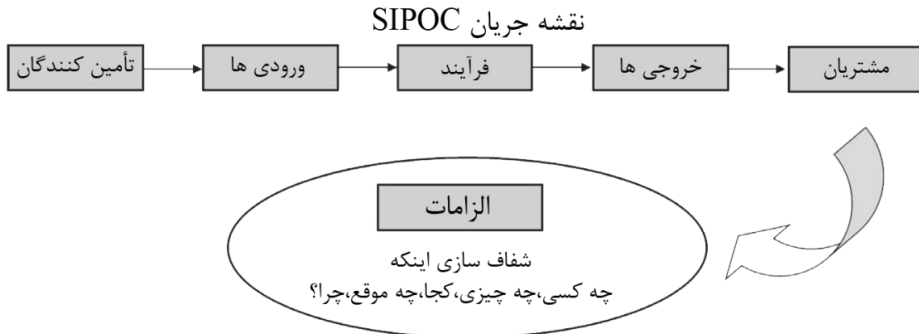 نقشه جریان SIPOC
تأمین کنندگان
ورودی ها
فرآیند
خروجی ها
مشتریان
الزامات
شفاف سازی اینکه
چه کسی،چه چیزی،کجا،چه موقع،چرا؟